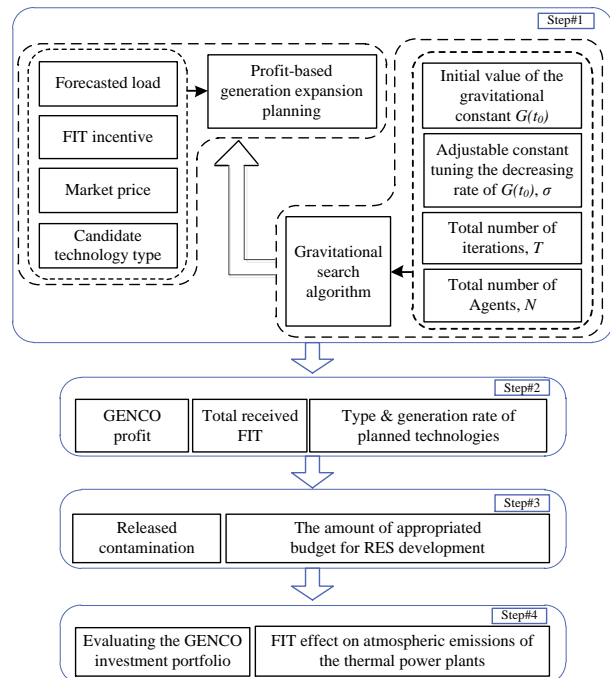 Step#1
Forecasted load
FIT incentive
Market price
Candidate technology type
Profit-based
generation expansion
planning
Gravitational
search
algorithm
Initial value of the
gravitational
constant G(t₀)
Adjustable constant
tuning the decreasing
rate of G(t₀), σ
Total number of
iterations, T
Total number of
Agents, N
Step#2
GENCO
profit
Total received
FIT
Type & generation rate of
planned technologies
Step#3
Released
contamination
The amount of appropriated
budget for RES development
Step#4
Evaluating the GENCO
investment portfolio
FIT effect on atmospheric emissions of
the thermal power plants